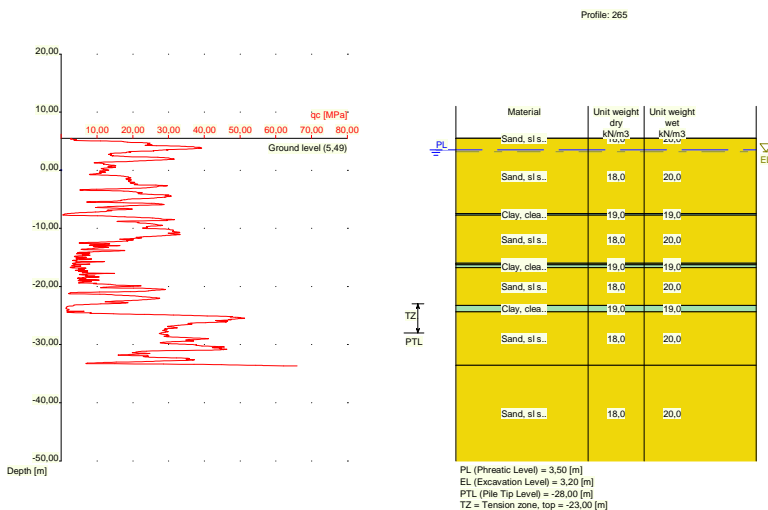 Profile: 265
20,00
10,00
0,00
-10,00
-20,00
-30,00
-40,00
-50,00
Depth [m]
qc [MPa]
10,00 20,00 30,00 40,00 50,00 60,00 70,00 80,00
Ground level (5,49)
TZ
PTL
PL
EL
Material Unit weight dry kN/m3 Unit weight wet kN/m3
Sand, sl s.. 18,0 20,0
Sand, sl s.. 18,0 20,0
Clay, clea.. 19,0 19,0
Sand, sl s.. 18,0 20,0
Clay, clea.. 19,0 19,0
Sand, sl s.. 18,0 20,0
Clay, clea.. 19,0 19,0
Sand, sl s.. 18,0 20,0
Sand, sl s.. 18,0 20,0
PL (Phreatic Level) = 3,50 [m]
EL (Excavation Level) = 3,20 [m]
PTL (Pile Tip Level) = -28,00 [m]
TZ = Tension zone, top = -23,00 [m]